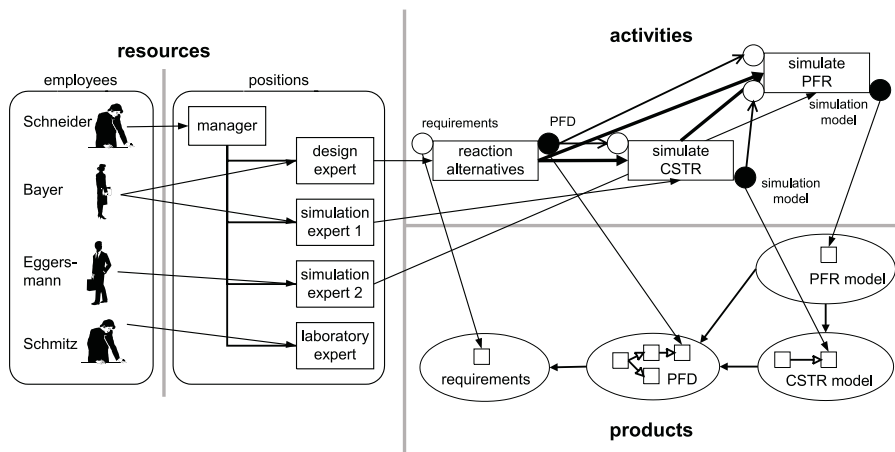 resources
employees
positions
Schneider
Bayer
Eggers-
mann
Schmitz
manager
design
expert
simulation
expert 1
simulation
expert 2
laboratory
expert
activities
requirements
PFD
reaction
alternatives
simulate
CSTR
simulate
PFR
simulation
model
simulation
model
PFR model
requirements
PFD
CSTR model
products